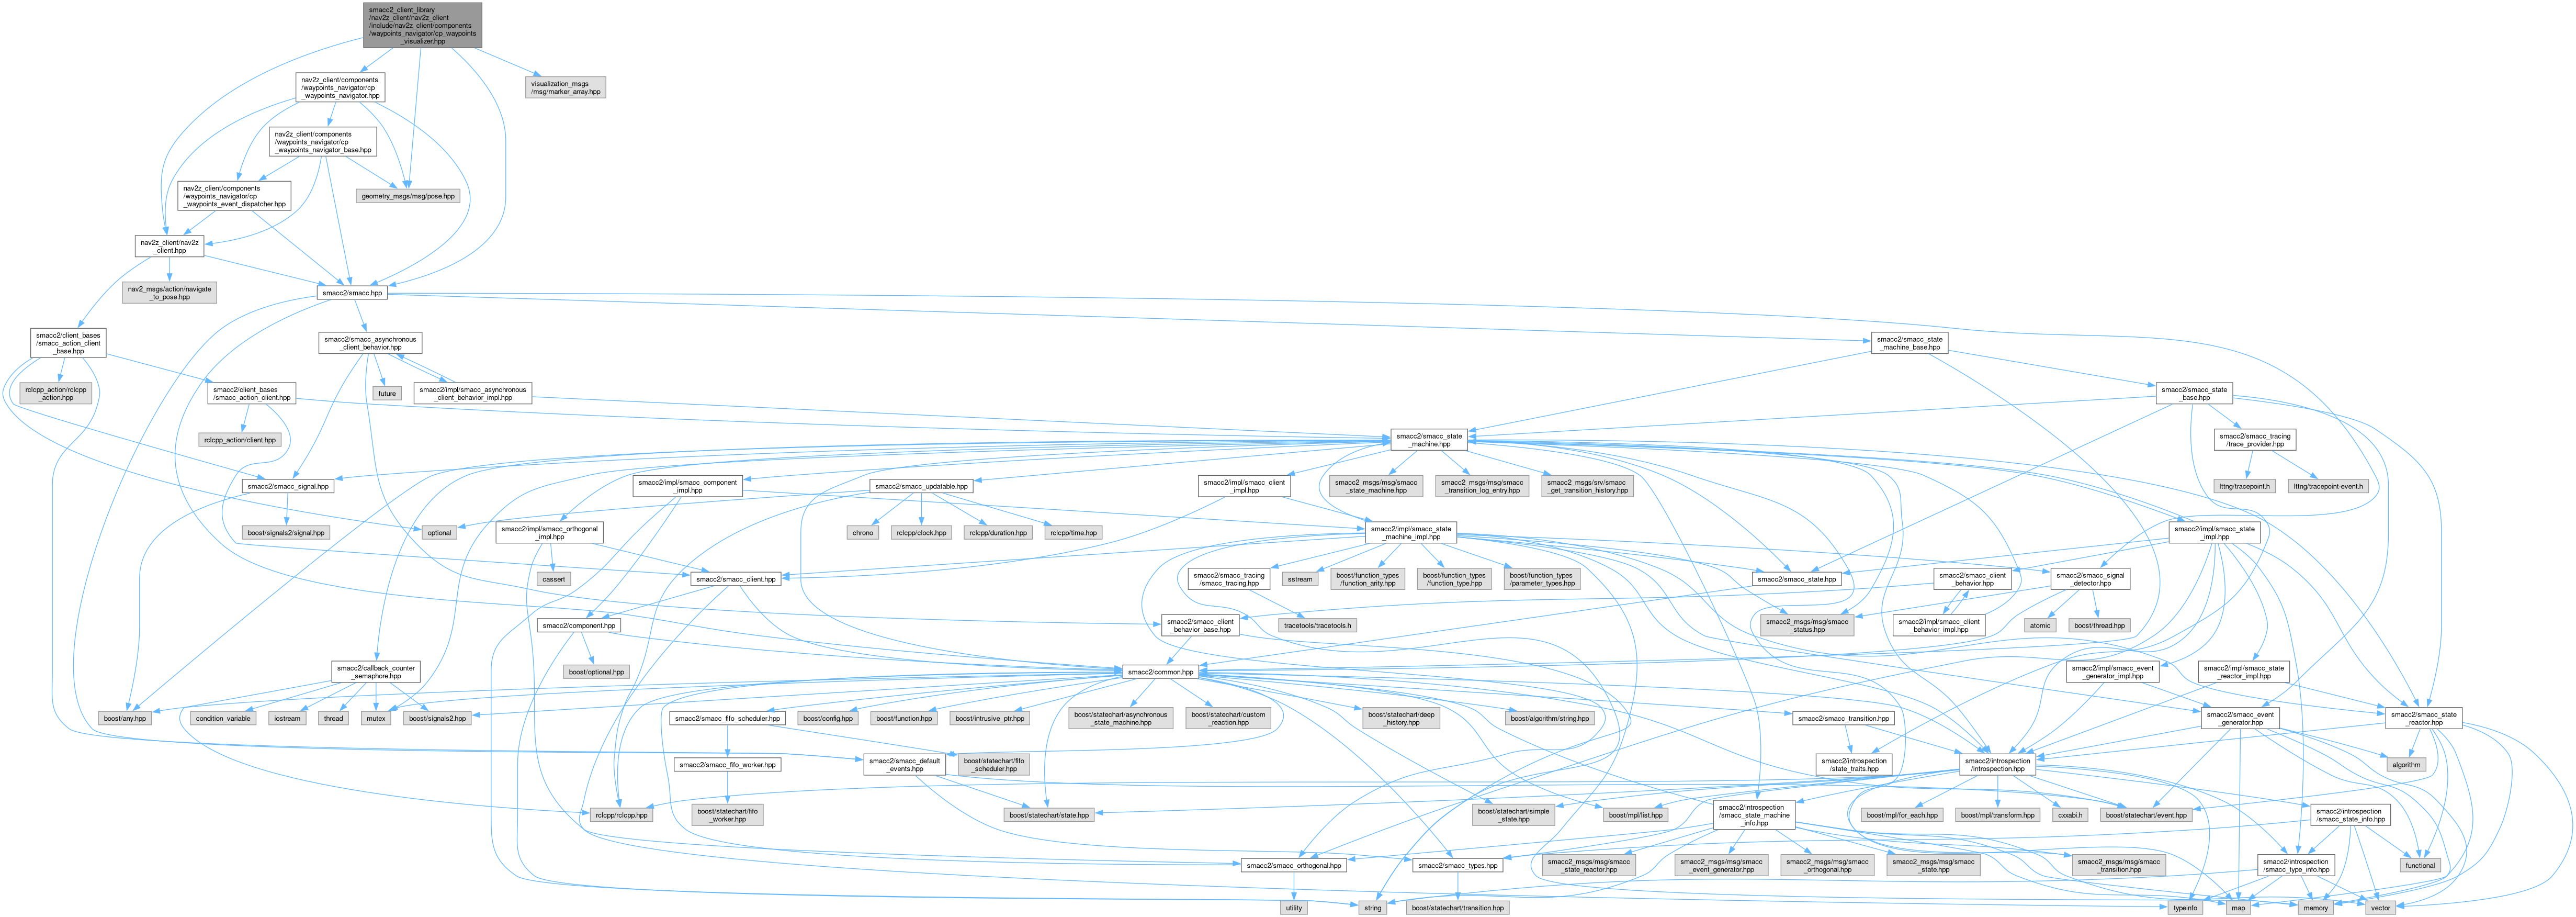 smacc2_client_library
/nav2z_client/nav2z_client
/include/nav2z_client/components
/waypoints_navigator/cp_waypoints
_visualizer.hpp
nav2z_client/components
/waypoints_navigator/cp
_waypoints_navigator.hpp
visualization_msgs
/msg/marker_array.hpp
nav2z_client/components
/waypoints_navigator/cp
_waypoints_navigator_base.hpp
nav2z_client/components
/waypoints_navigator/cp
_waypoints_event_dispatcher.hpp
geometry_msgs/msg/pose.hpp
nav2z_client/nav2z
_client.hpp
nav2_msgs/action/navigate
_to_pose.hpp
smacc2/smacc.hpp
smacc2/client_bases
/smacc_action_client
_base.hpp
smacc2/smacc_asynchronous
_client_behavior.hpp
smacc2/smacc_state
_machine_base.hpp
rclcpp_action/rclcpp
_action.hpp
smacc2/client_bases
/smacc_action_client.hpp
future
smacc2/impl/smacc_asynchronous
_client_behavior_impl.hpp
smacc2/smacc_state
_base.hpp
rclcpp_action/client.hpp
smacc2/smacc_state
_machine.hpp
smacc2/smacc_tracing
/trace_provider.hpp
smacc2/smacc_signal.hpp
smacc2/impl/smacc_component
_impl.hpp
smacc2/smacc_updatable.hpp
smacc2/impl/smacc_client
_impl.hpp
smacc2_msgs/msg/smacc
_state_machine.hpp
smacc2_msgs/msg/smacc
_transition_log_entry.hpp
smacc2_msgs/srv/smacc
_get_transition_history.hpp
lttng/tracepoint.h
lttng/tracepoint-event.h
boost/signals2/signal.hpp
optional
smacc2/impl/smacc_orthogonal
_impl.hpp
chrono
rclcpp/clock.hpp
rclcpp/duration.hpp
rclcpp/time.hpp
smacc2/impl/smacc_state
_machine_impl.hpp
smacc2/impl/smacc_state
_impl.hpp
cassert
smacc2/smacc_client.hpp
smacc2/smacc_tracing
/smacc_tracing.hpp
sstream
boost/function_types
/function_arity.hpp
boost/function_types
/function_type.hpp
boost/function_types
/parameter_types.hpp
smacc2/smacc_state.hpp
smacc2/smacc_client
_behavior.hpp
smacc2/smacc_signal
_detector.hpp
smacc2/component.hpp
smacc2/smacc_client
_behavior_base.hpp
tracetools/tracetools.h
smacc2_msgs/msg/smacc
_status.hpp
smacc2/impl/smacc_client
_behavior_impl.hpp
atomic
boost/thread.hpp
smacc2/callback_counter
_semaphore.hpp
boost/optional.hpp
smacc2/common.hpp
smacc2/impl/smacc_event
_generator_impl.hpp
smacc2/impl/smacc_state
_reactor_impl.hpp
boost/any.hpp
condition_variable
iostream
thread
mutex
boost/signals2.hpp
smacc2/smacc_fifo_scheduler.hpp
boost/config.hpp
boost/function.hpp
boost/intrusive_ptr.hpp
boost/statechart/asynchronous
_state_machine.hpp
boost/statechart/custom
_reaction.hpp
boost/statechart/deep
_history.hpp
boost/algorithm/string.hpp
smacc2/smacc_transition.hpp
smacc2/smacc_event
_generator.hpp
smacc2/smacc_state
_reactor.hpp
smacc2/smacc_fifo_worker.hpp
smacc2/smacc_default
_events.hpp
boost/statechart/fifo
_scheduler.hpp
smacc2/introspection
/state_traits.hpp
smacc2/introspection
/introspection.hpp
algorithm
rclcpp/rclcpp.hpp
boost/statechart/fifo
_worker.hpp
boost/statechart/state.hpp
boost/statechart/simple
_state.hpp
boost/mpl/list.hpp
smacc2/introspection
/smacc_state_machine
_info.hpp
boost/mpl/for_each.hpp
boost/mpl/transform.hpp
cxxabi.h
boost/statechart/event.hpp
smacc2/introspection
/smacc_state_info.hpp
smacc2/smacc_orthogonal.hpp
smacc2/smacc_types.hpp
smacc2_msgs/msg/smacc
_state_reactor.hpp
smacc2_msgs/msg/smacc
_event_generator.hpp
smacc2_msgs/msg/smacc
_orthogonal.hpp
smacc2_msgs/msg/smacc
_state.hpp
smacc2_msgs/msg/smacc
_transition.hpp
smacc2/introspection
/smacc_type_info.hpp
functional
utility
string
boost/statechart/transition.hpp
typeinfo
map
memory
vector